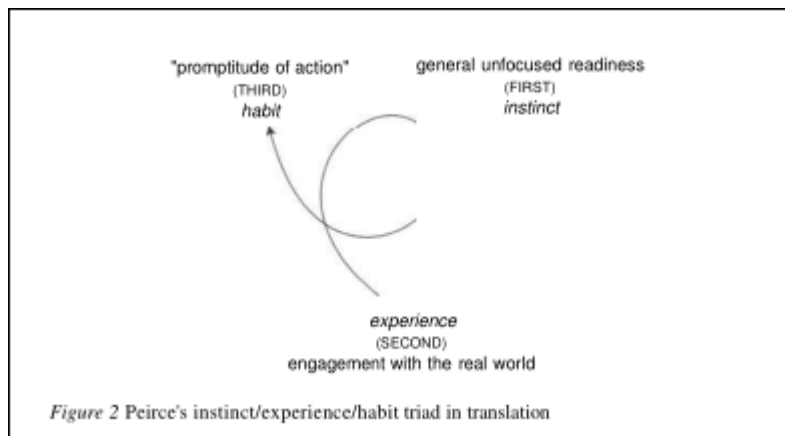 "promptitude of action"
(THIRD)
habit
general unfocused readiness
(FIRST)
instinct
experience
(SECOND)
engagement with the real world
Figure 2 Peirce's instinct/experience/habit triad in translation